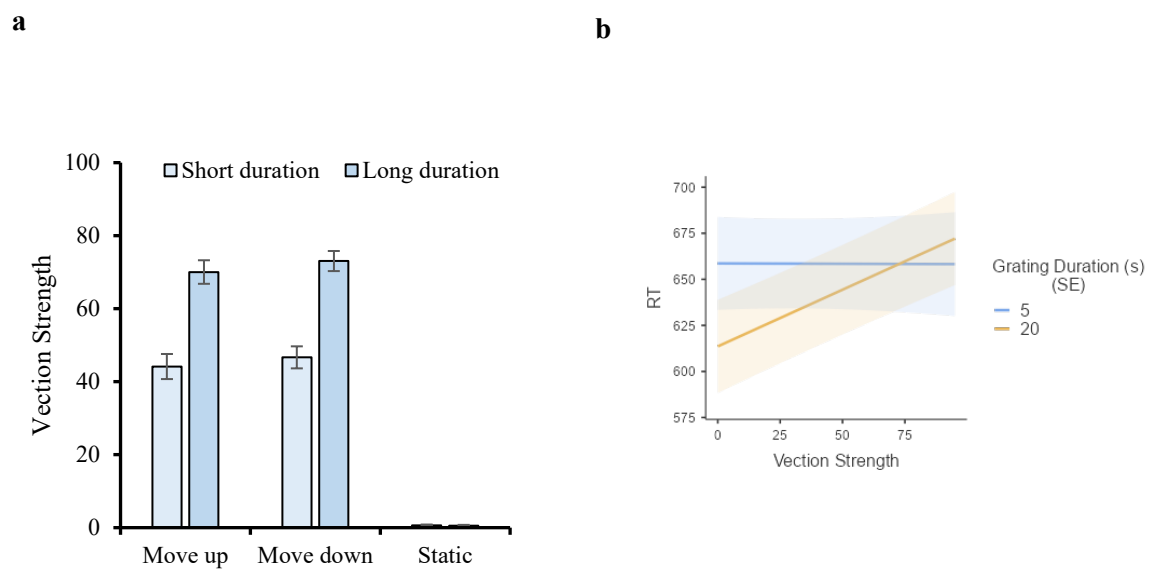 a
Vection Strength
100
80
60
40
20
0
Short duration
Long duration
Move up
Move down
Static
b
RT
700
675
650
625
600
575
0
25
50
75
Vection Strength
Grating Duration (s)
(SE)
5
20